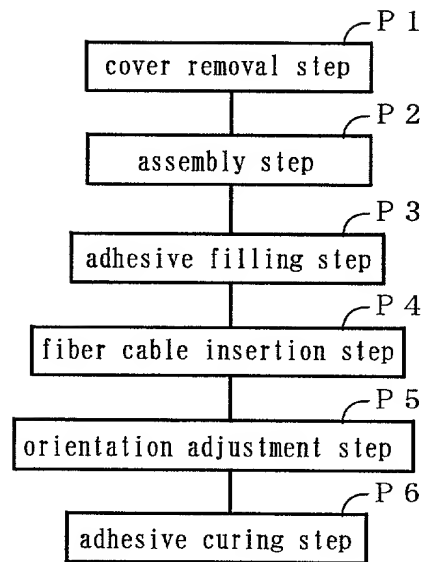 P 1
cover removal step
P 2
assembly step
P 3
adhesive filling step
P 4
fiber cable insertion step
P 5
orientation adjustment step
P 6
adhesive curing step